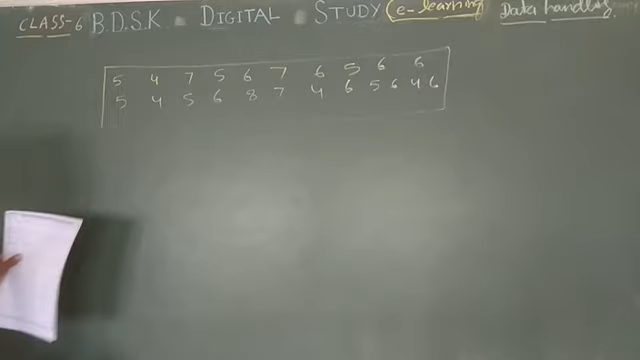 CLASS-6 B.D.S.K. DIGITAL STUDY (e-learning) Data handling.
5 4 7 5 6 7 6 5 6 6
5 4 5 6 8 7 4 6 5 6 4 6